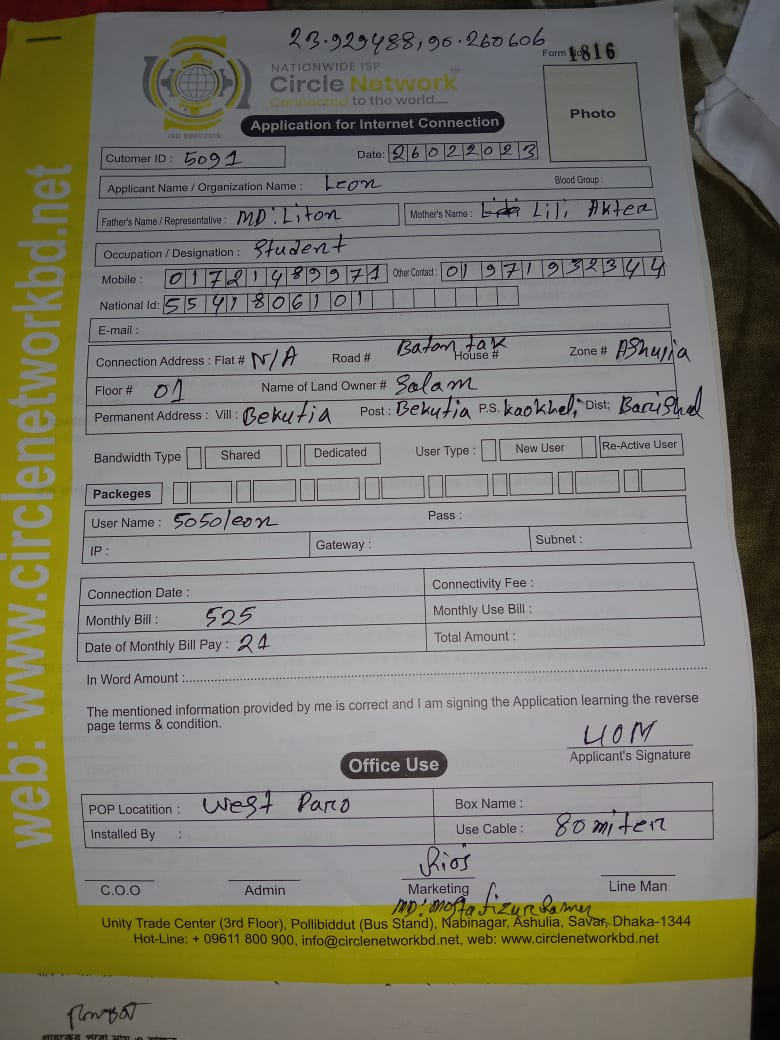 23.929488,90.260606
Form No 1816
NATIONWIDE ISP
Circle Network
Connected to the world.....
ISO 9001:2015
Application for Internet Connection
Photo
Cutomer ID : 5091
Date: 26022023
Applicant Name / Organization Name : Leon Blood Group :
Father's Name / Representative : MD: Liton Mother's Name : Lili Akter
Occupation / Designation : Student
Mobile : 01721489971 Other Contact : 01971932344
National Id: 5541806101
E-mail :
Connection Address : Flat # N/A Road # Batan tak House # Zone # AShulia
Floor # 01 Name of Land Owner # Salam
Permanent Address : Vill : Bekutia Post : Bekutia P.S. kaokhali Dist; Barishal
Bandwidth Type Shared Dedicated User Type : New User Re-Active User
Packeges
User Name : 5050leon Pass :
IP : Gateway : Subnet :
Connection Date : Connectivity Fee :
Monthly Bill : 525 Monthly Use Bill :
Date of Monthly Bill Pay : 21 Total Amount :
In Word Amount :
The mentioned information provided by me is correct and I am signing the Application learning the reverse
page terms & condition.
Applicant's Signature
Office Use
POP Locatition : West Paro Box Name :
Installed By : Use Cable : 80 miter
C.O.O Admin Marketing Line Man
MD: Mostafizur
Unity Trade Center (3rd Floor), Pollibiddut (Bus Stand), Nabinagar, Ashulia, Savar, Dhaka-1344
Hot-Line: + 09611 800 900, info@circlenetworkbd.net, web: www.circlenetworkbd.net
web: www.circlenetworkbd.net